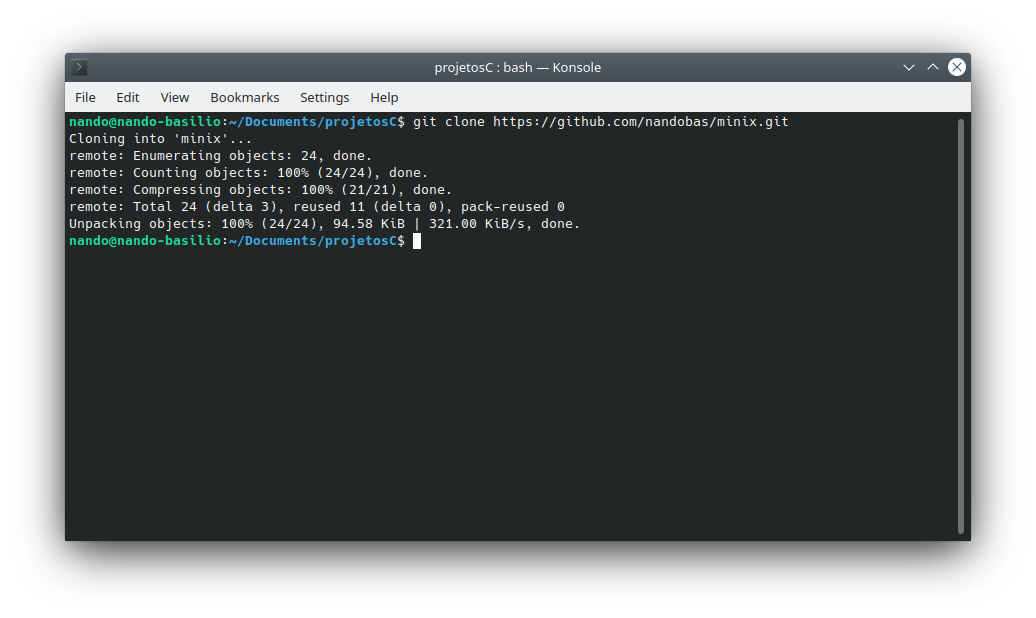 projetosC : bash — Konsole
File Edit View Bookmarks Settings Help
nando@nando-basilio:~/Documents/projetosC$ git clone https://github.com/nandobas/minix.git
Cloning into 'minix'...
remote: Enumerating objects: 24, done.
remote: Counting objects: 100% (24/24), done.
remote: Compressing objects: 100% (21/21), done.
remote: Total 24 (delta 3), reused 11 (delta 0), pack-reused 0
Unpacking objects: 100% (24/24), 94.58 KiB | 321.00 KiB/s, done.
nando@nando-basilio:~/Documents/projetosC$